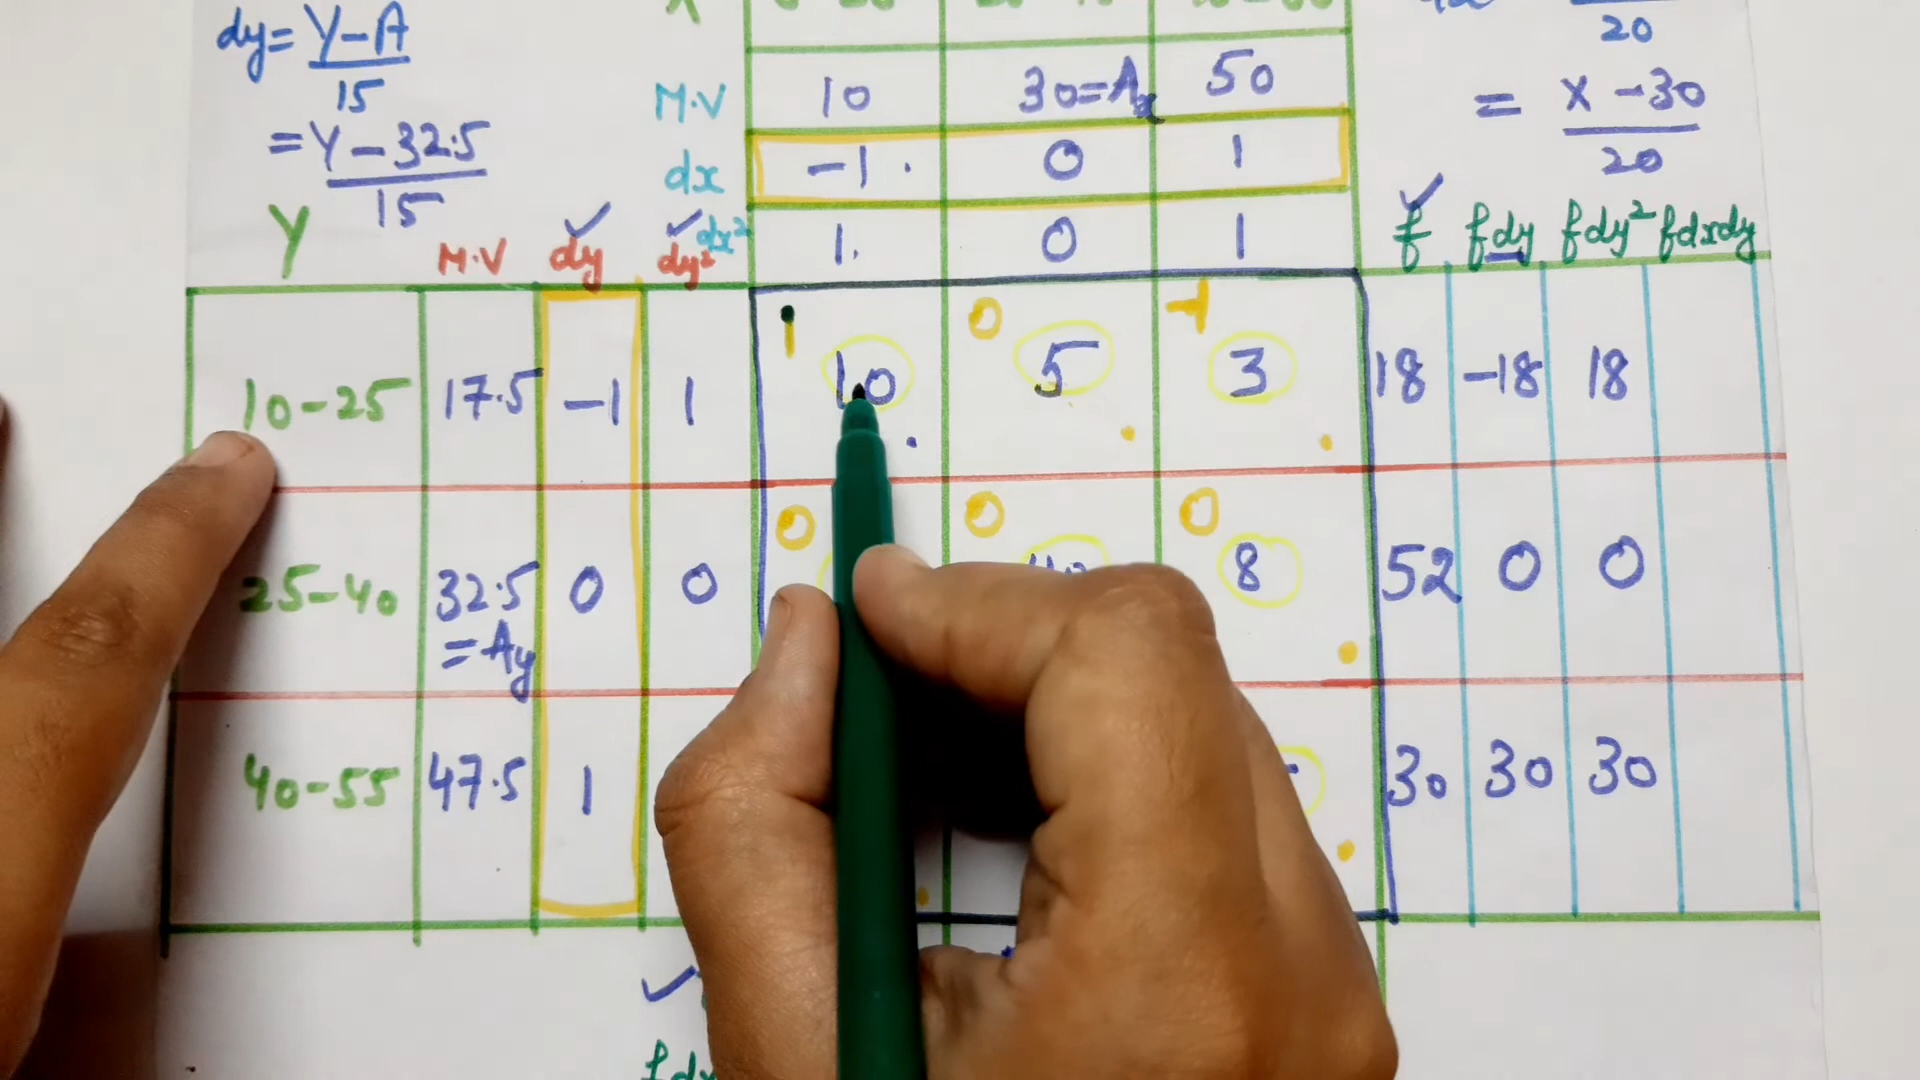 dy = Y - A
15
= Y - 32.5
15
20
= X - 30
20
M.V 10 30=Ax 50
dx -1 . 0 1
dx² 1. 0 1
Y M.V dy dy² f fdy fdy² fdxdy
1 0 -1
10-25 17.5 -1 1 10 5 3 18 -18 18
0 0 0
25-40 32.5 0 0 8 52 0 0
= Ay
40-55 47.5 1 30 30 30